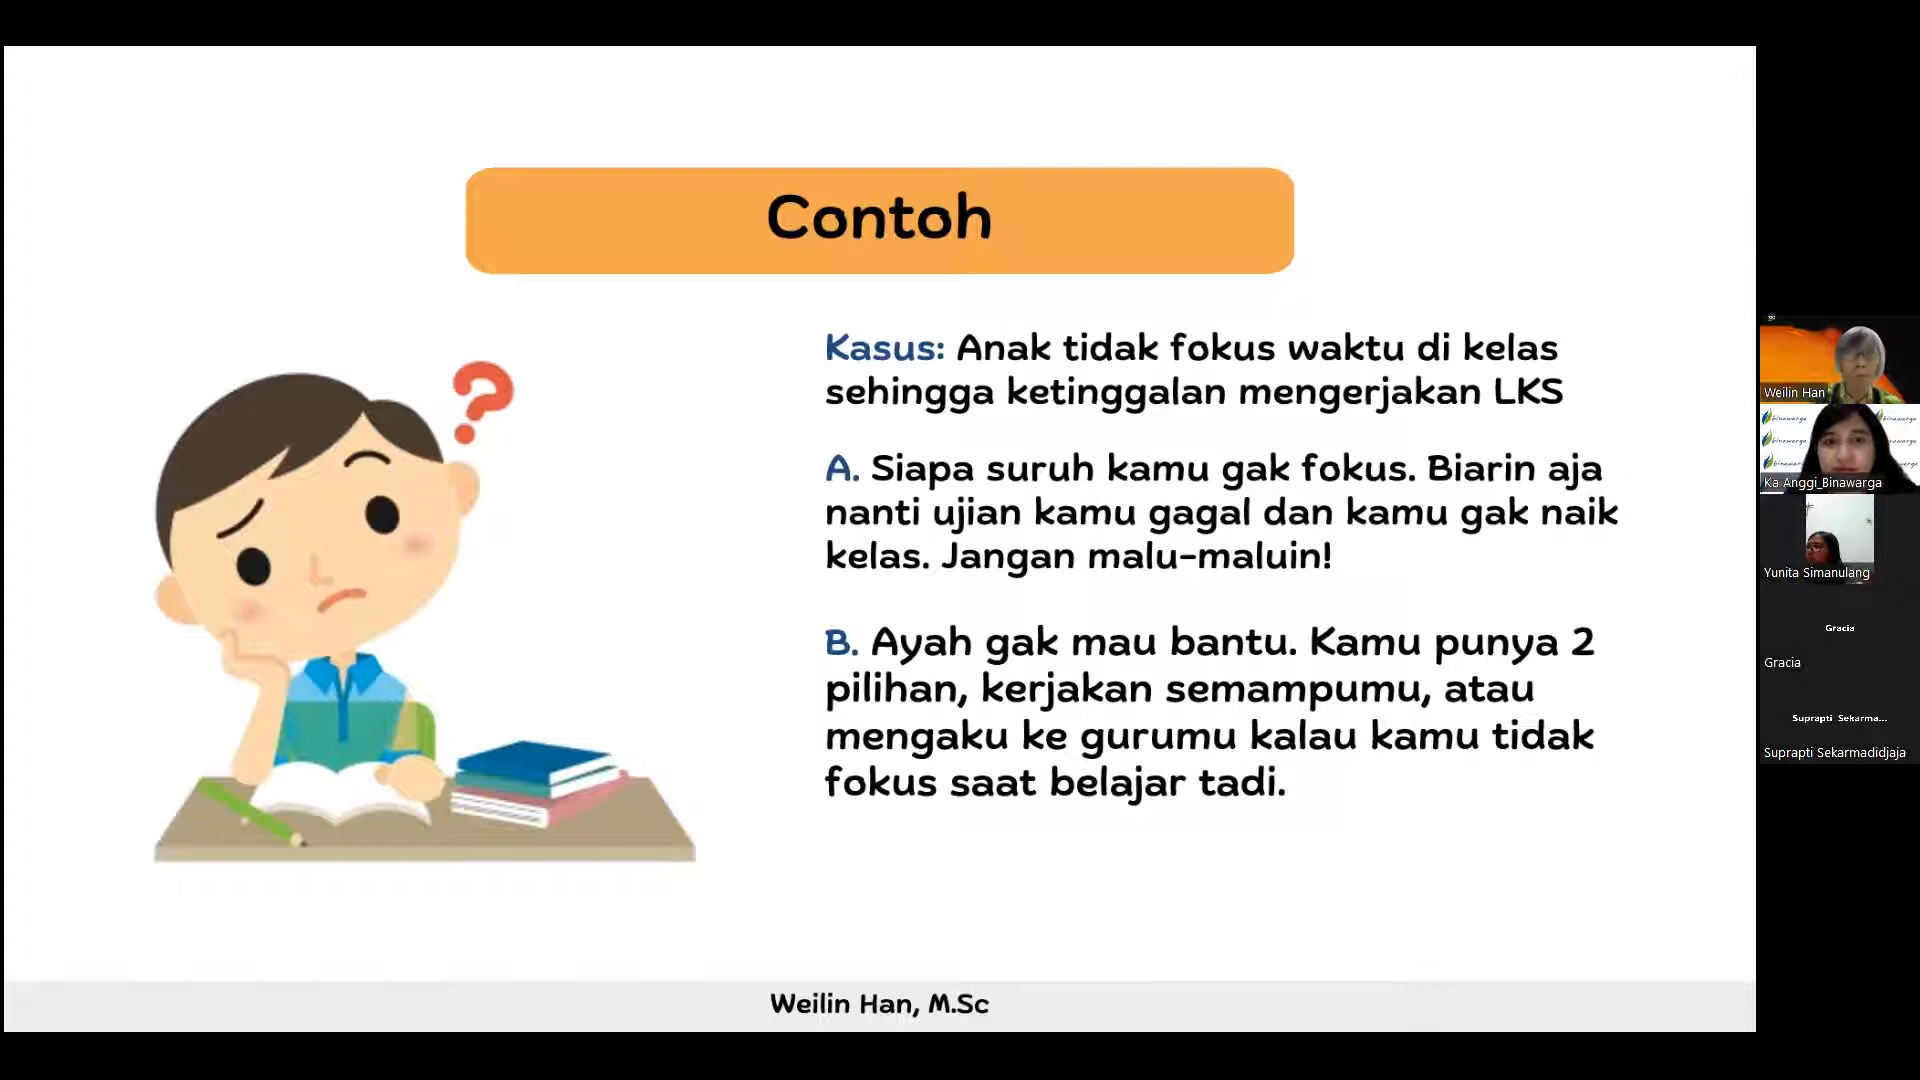 Contoh
Kasus: Anak tidak fokus waktu di kelas
sehingga ketinggalan mengerjakan LKS
A. Siapa suruh kamu gak fokus. Biarin aja
nanti ujian kamu gagal dan kamu gak naik
kelas. Jangan malu-maluin!
B. Ayah gak mau bantu. Kamu punya 2
pilihan, kerjakan semampumu, atau
mengaku ke gurumu kalau kamu tidak
fokus saat belajar tadi.
Weilin Han, M.Sc
Weilin Han
binawarga
binawarga
Ka Anggi_Binawarga
Yunita Simanulang
Gracia
Gracia
Suprapti Sekarma...
Suprapti Sekarmadidjaja